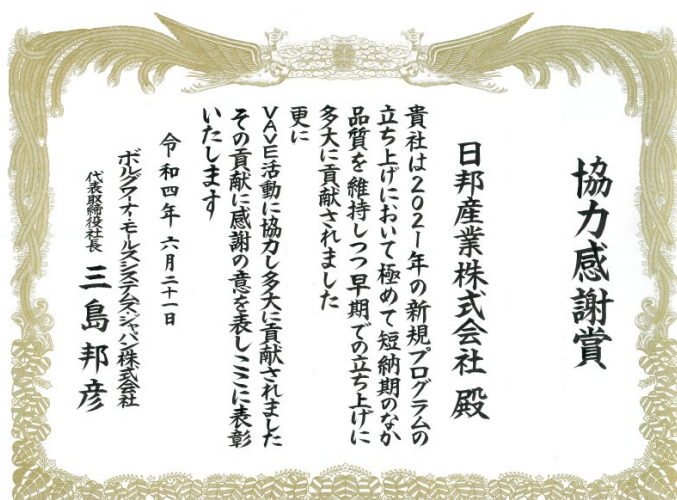 協力感謝賞
日邦産業株式会社 殿
貴社は2021年の新規プログラムの
立ち上げにおいて極めて短納期のなか
品質を維持しつつ早期での立ち上げに
多大に貢献されました
更に
VAVE活動に協力し多大に貢献されました
その貢献に感謝の意を表しここに表彰
いたします
令和四年 六月二十一日
ボルグワーナー・モールスシステムズ・ジャパン株式会社
代表取締役社長 三島邦彦